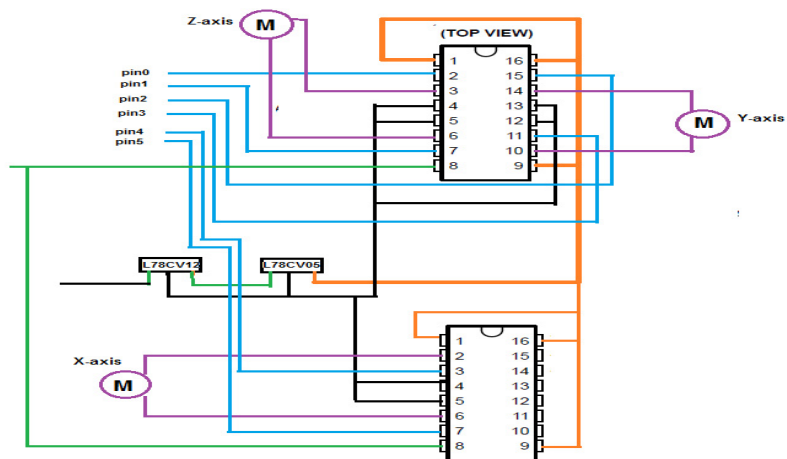 Z-axis
M
(TOP VIEW)
pin0
pin1
pin2
pin3
pin4
pin5
1 16
2 15
3 14
4 13
5 12
6 11
7 10
8 9
M Y-axis
L78CV12 L78CV05
X-axis
M
1 16
2 15
3 14
4 13
5 12
6 11
7 10
8 9